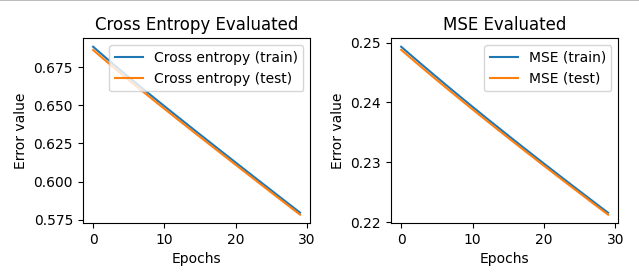 Cross Entropy Evaluated
Error value
0.675
0.650
0.625
0.600
0.575
Cross entropy (train)
Cross entropy (test)
0
10
20
30
Epochs
MSE Evaluated
Error value
0.25
0.24
0.23
0.22
MSE (train)
MSE (test)
0
10
20
30
Epochs